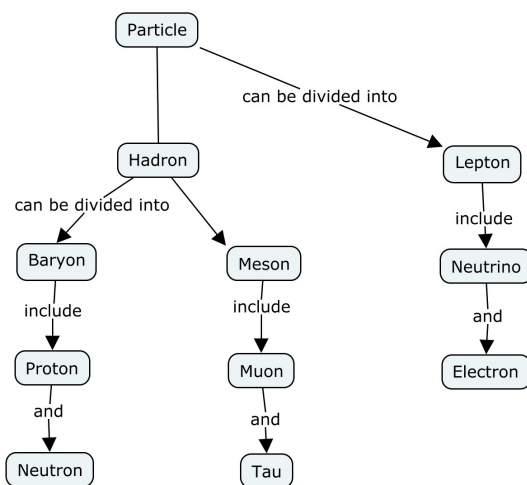 Particle
can be divided into
Hadron
Lepton
can be divided into
include
Baryon
Meson
Neutrino
include
include
and
Proton
Muon
Electron
and
and
Neutron
Tau